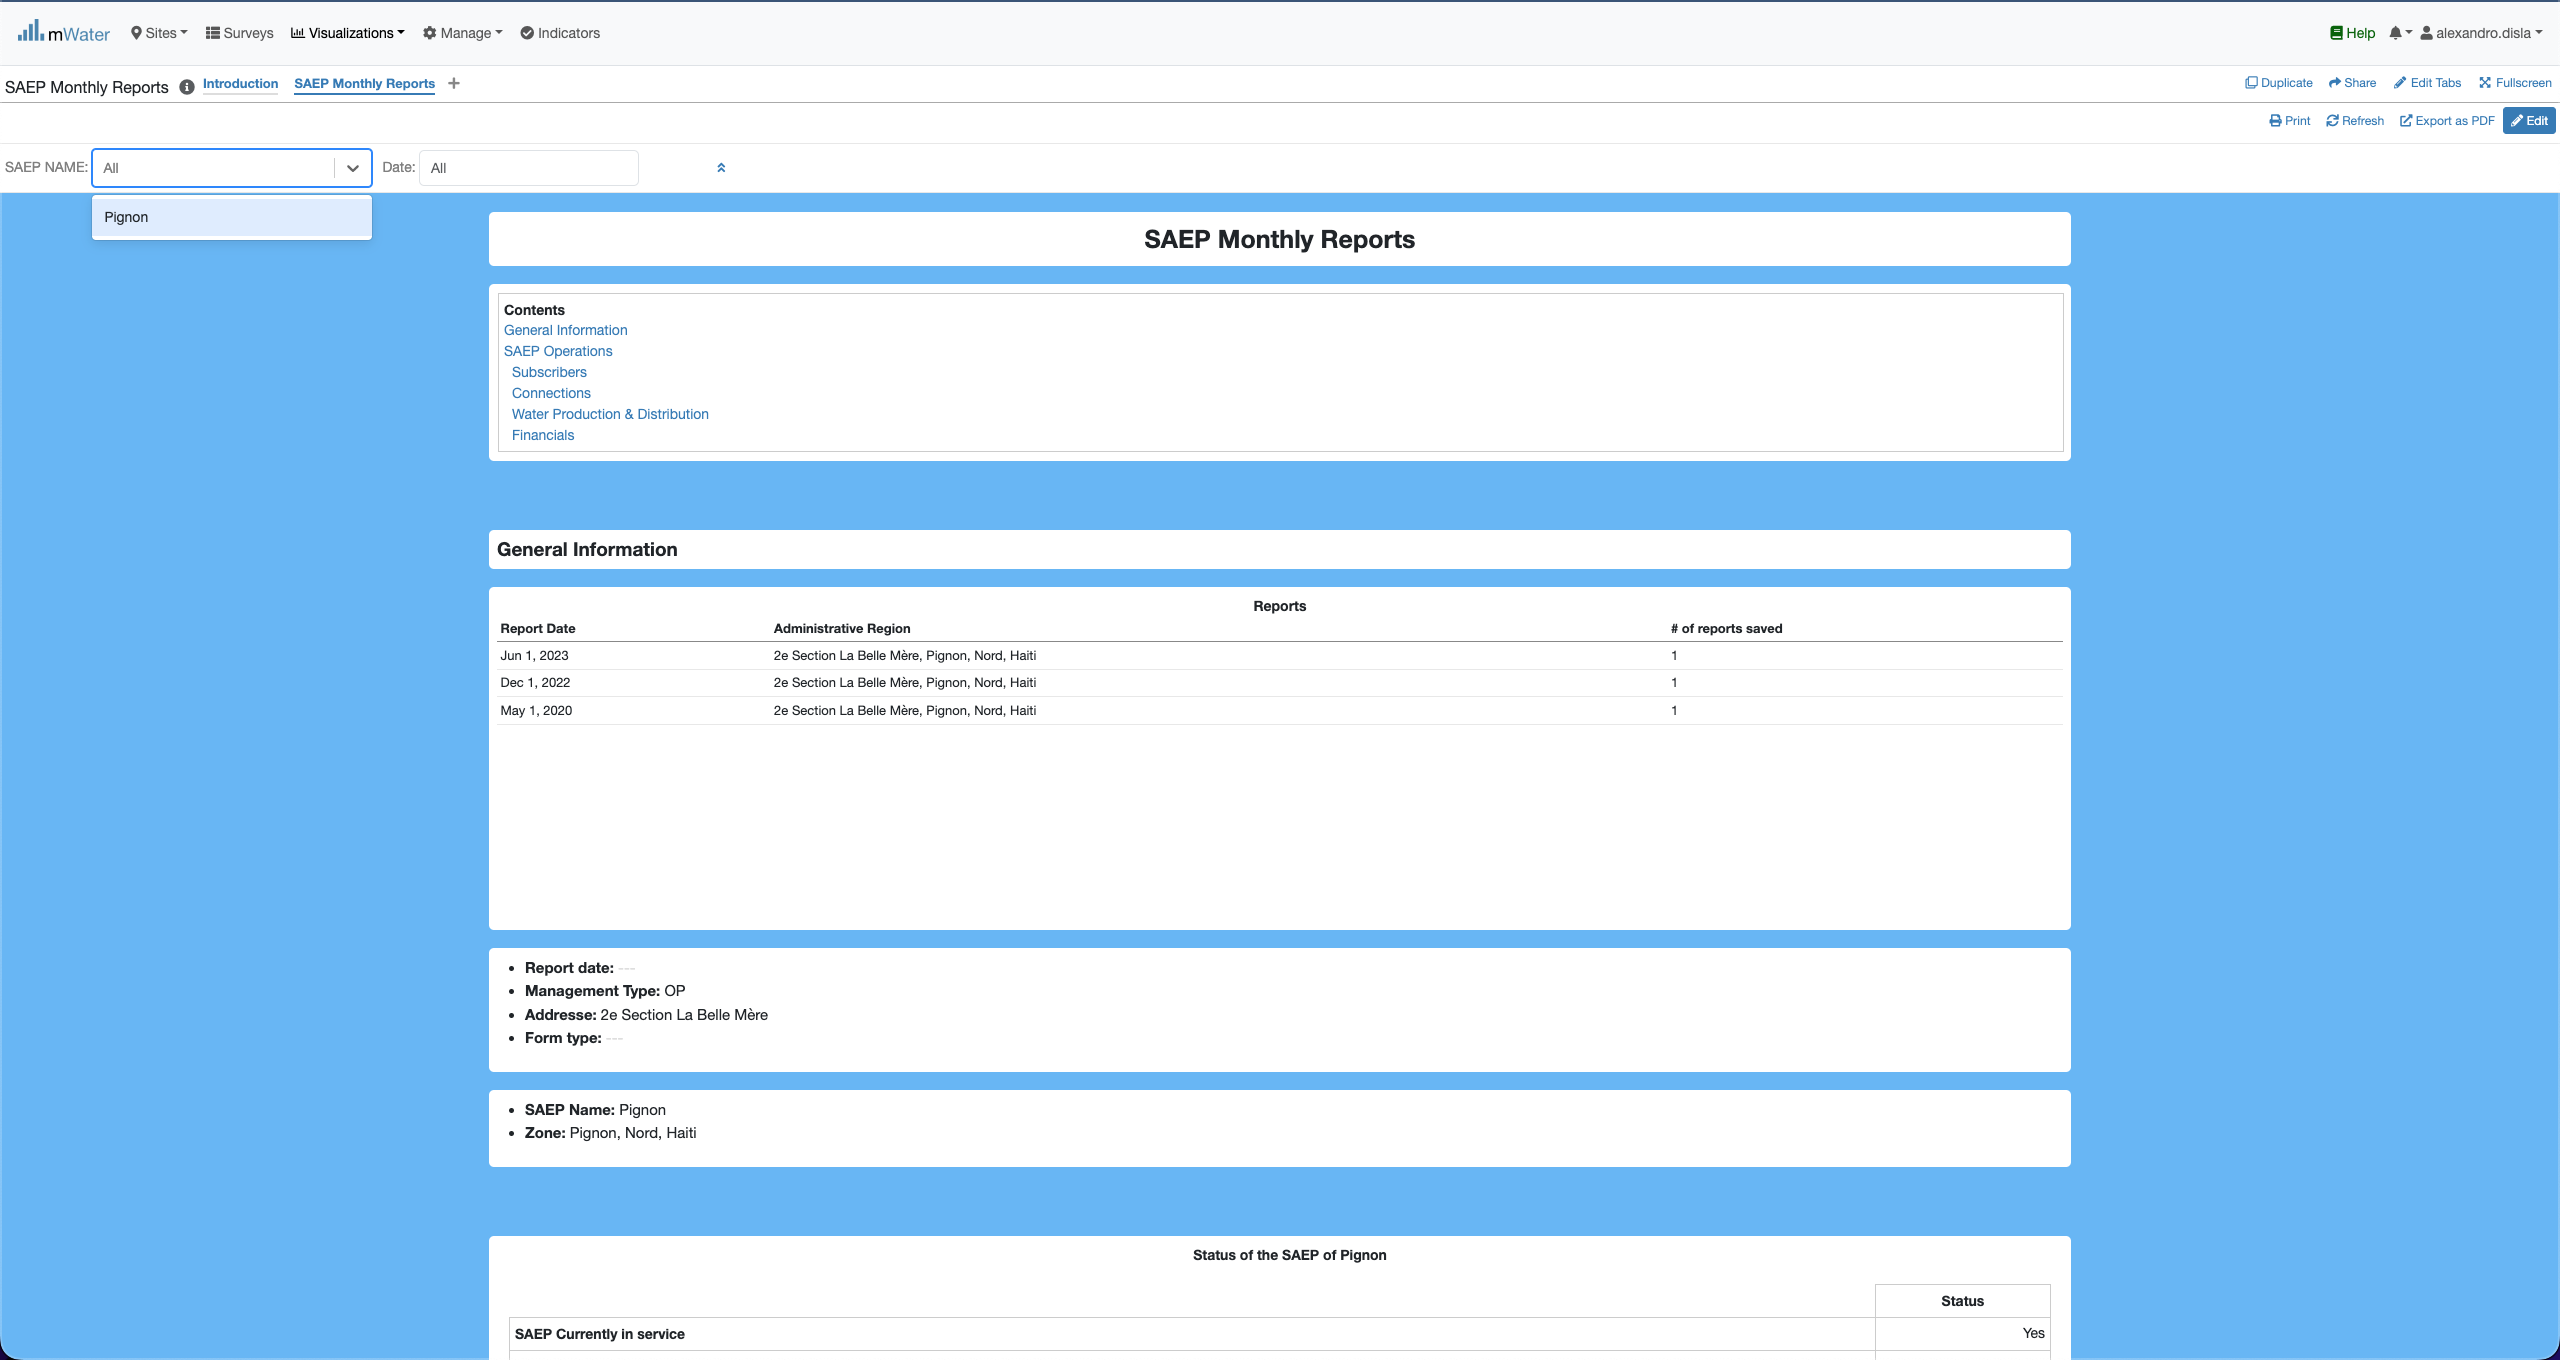 mWater Sites Surveys Visualizations Manage Indicators Help alexandro.disla
SAEP Monthly Reports Introduction SAEP Monthly Reports + Duplicate Share Edit Tabs Fullscreen
Print Refresh Export as PDF Edit
SAEP NAME: All Date: All
Pignon
SAEP Monthly Reports
Contents
General Information
SAEP Operations
Subscribers
Connections
Water Production & Distribution
Financials
General Information
Reports
Report Date Administrative Region # of reports saved
Jun 1, 2023 2e Section La Belle Mère, Pignon, Nord, Haiti 1
Dec 1, 2022 2e Section La Belle Mère, Pignon, Nord, Haiti 1
May 1, 2020 2e Section La Belle Mère, Pignon, Nord, Haiti 1
• Report date: ---
• Management Type: OP
• Addresse: 2e Section La Belle Mère
• Form type: ---
• SAEP Name: Pignon
• Zone: Pignon, Nord, Haiti
Status of the SAEP of Pignon
Status
SAEP Currently in service Yes